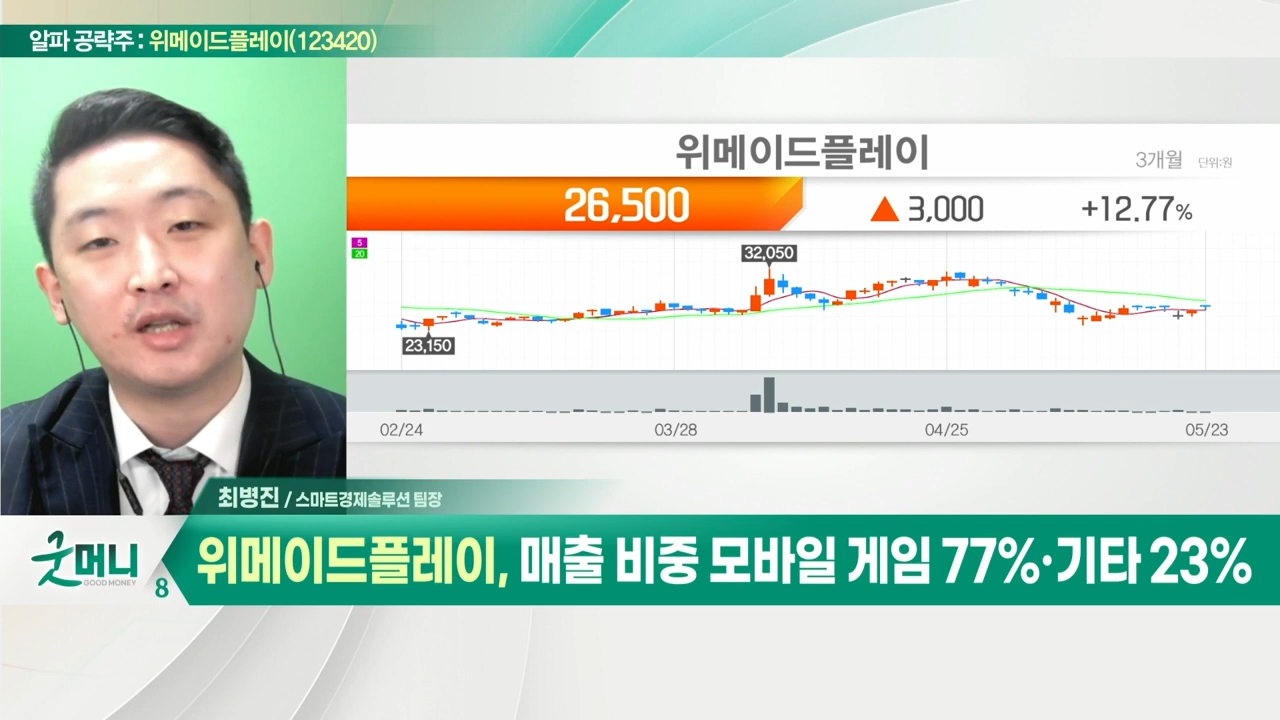 알파 공략주 : 위메이드플레이(123420)
위메이드플레이
3개월 단위:원
26,500 ▲ 3,000 +12.77%
5
20
32,050
23,150
02/24 03/28 04/25 05/23
최병진 / 스마트경제솔루션 팀장
굿머니
GOOD MONEY
8
위메이드플레이, 매출 비중 모바일 게임 77%·기타 23%